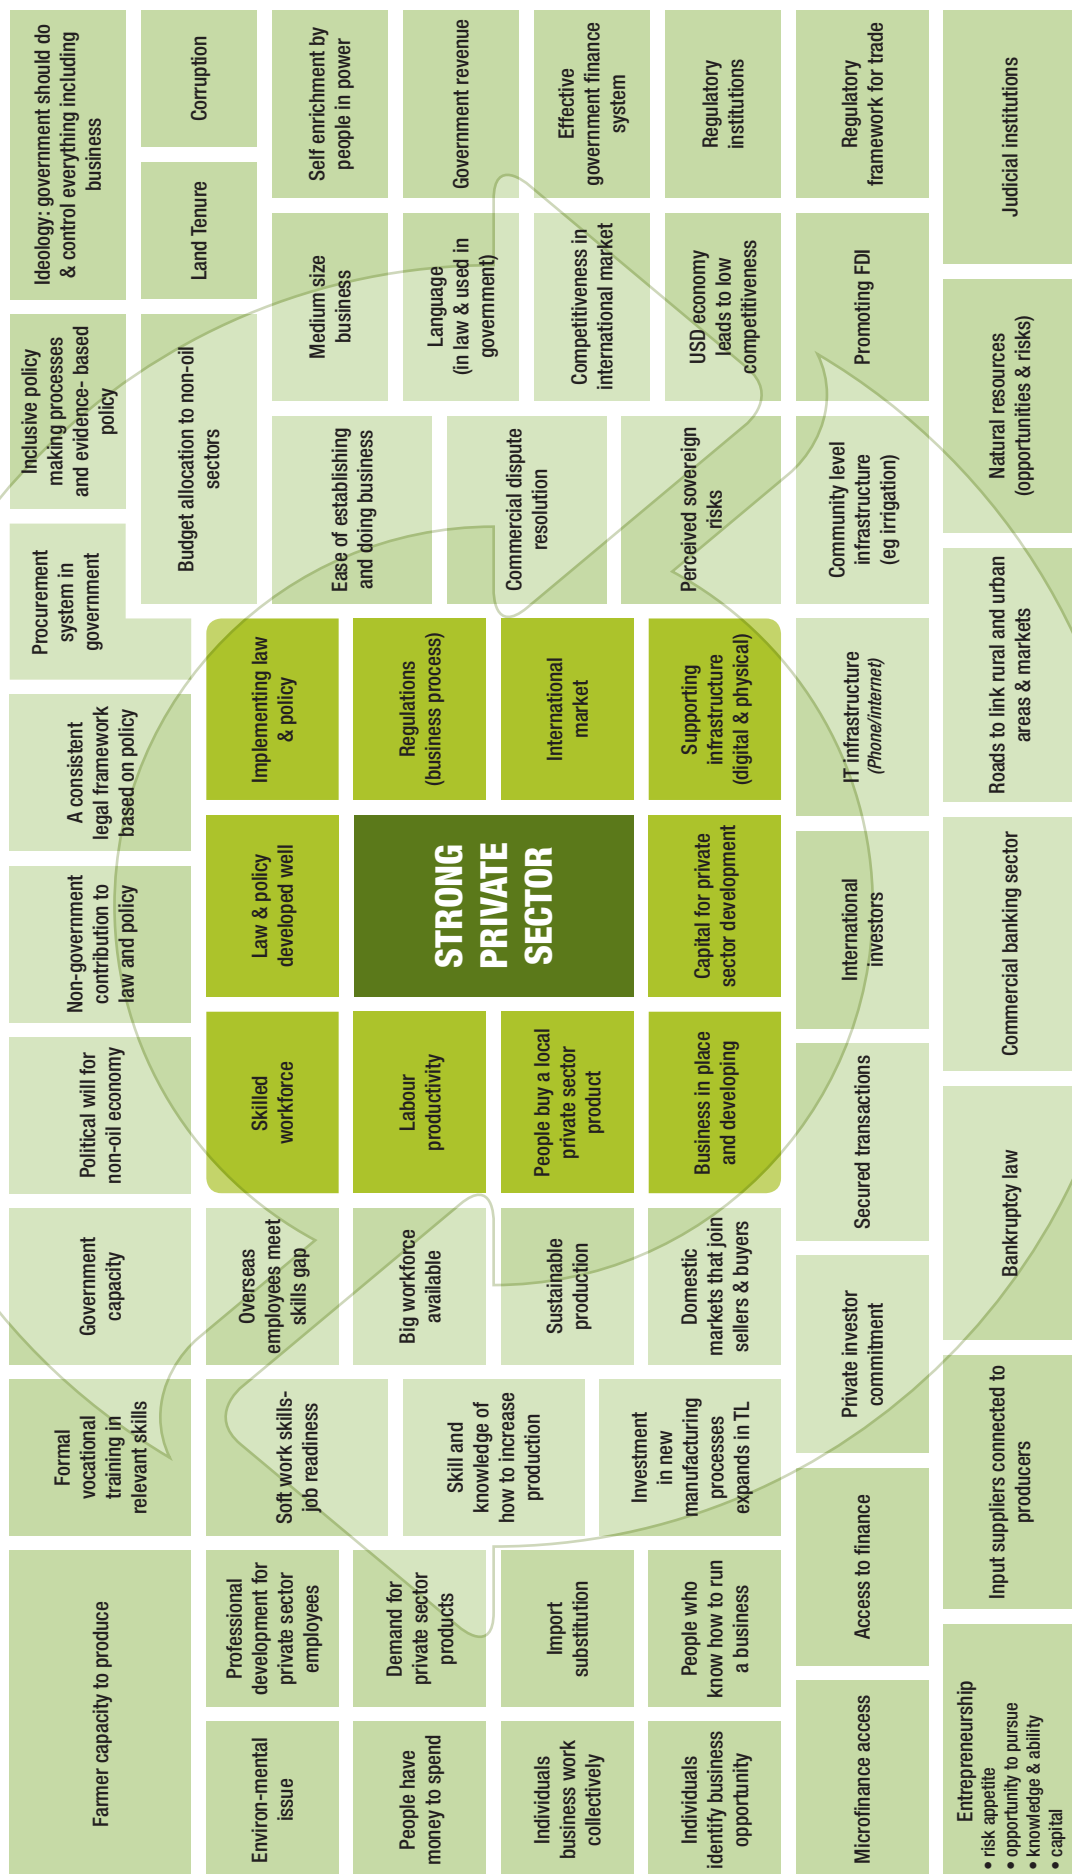 Farmer capacity to produce
Formal
vocational
training in
relevant skills
Government
capacity
Political will for
non-oil economy
Non-government
contribution to
law and policy
A consistent
legal framework
based on policy
Procurement
system in
government
Inclusive policy
making processes
and evidence- based
policy
Ideology: government should do
& control everything including
business
Budget allocation to non-oil
sectors
Land Tenure
Corruption
Environ-mental
issue
Professional
development for
private sector
employees
Soft work skills-
job readiness
Overseas
employees meet
skills gap
Skilled
workforce
Law & policy
developed well
Implementing law
& policy
Ease of establishing
and doing business
Medium size
business
Self enrichment by
people in power
People have
money to spend
Demand for
private sector
products
Skill and
knowledge of
how to increase
production
Big workforce
available
Labour
productivity
STRONG
PRIVATE
SECTOR
Regulations
(business process)
Commercial dispute
resolution
Language
(in law & used in
government)
Government revenue
Individuals
business work
collectively
Import
substitution
Sustainable
production
People buy a local
private sector
product
International
market
Competitiveness in
international market
Effective
government finance
system
Individuals
identify business
opportunity
People who
know how to run
a business
Investment
in new
manufacturing
processes
expands in TL
Domestic
markets that join
sellers & buyers
Business in place
and developing
Capital for private
sector development
Supporting
infrastructure
(digital & physical)
Perceived sovereign
risks
USD economy
leads to low
competitiveness
Regulatory
institutions
Microfinance access
Access to finance
Private investor
commitment
Secured transactions
International
investors
IT infrastructure
(Phone/internet)
Community level
infrastructure
(eg irrigation)
Promoting FDI
Regulatory
framework for trade
Entrepreneurship
• risk appetite
• opportunity to pursue
• knowledge & ability
• capital
Input suppliers connected to
producers
Bankruptcy law
Commercial banking sector
Roads to link rural and urban
areas & markets
Natural resources
(opportunities & risks)
Judicial institutions